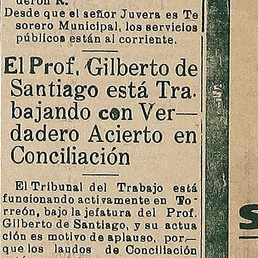 deron R.
Desde que el señor Juvera es Te
sorero Municipal, los servicios
públicos están al corriente.
El Prof. Gilberto de
Santiago está Tra.
bajando con Ver—
dadero Acierto en
Conciliación
El Tribunal del Trabajo está
funcionando activamente en To-
rreón, bajo la jefatura del Prof.
Gilberto de Santiago, y su actua
ción es motivo de aplauso, por—
que los laudos de Conciliación
S